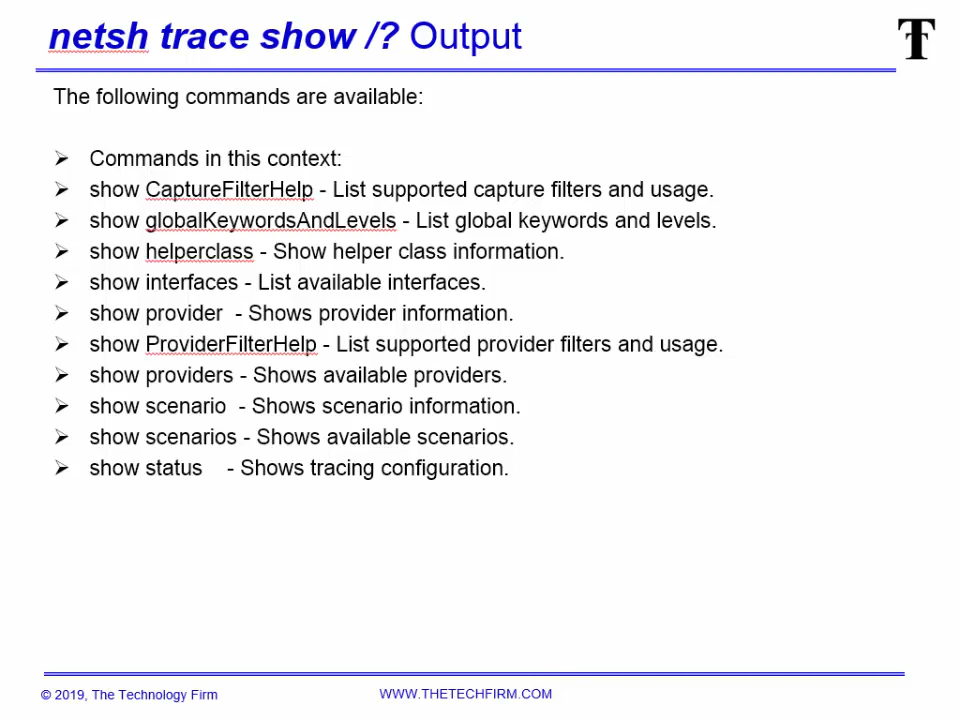 netsh trace show /? Output
The following commands are available:
Commands in this context:
show CaptureFilterHelp - List supported capture filters and usage.
show globalKeywordsAndLevels - List global keywords and levels.
show helperclass - Show helper class information.
show interfaces - List available interfaces.
show provider  - Shows provider information.
show ProviderFilterHelp - List supported provider filters and usage.
show providers - Shows available providers.
show scenario  - Shows scenario information.
show scenarios - Shows available scenarios.
show status    - Shows tracing configuration.
© 2019, The Technology Firm
WWW.THETECHFIRM.COM